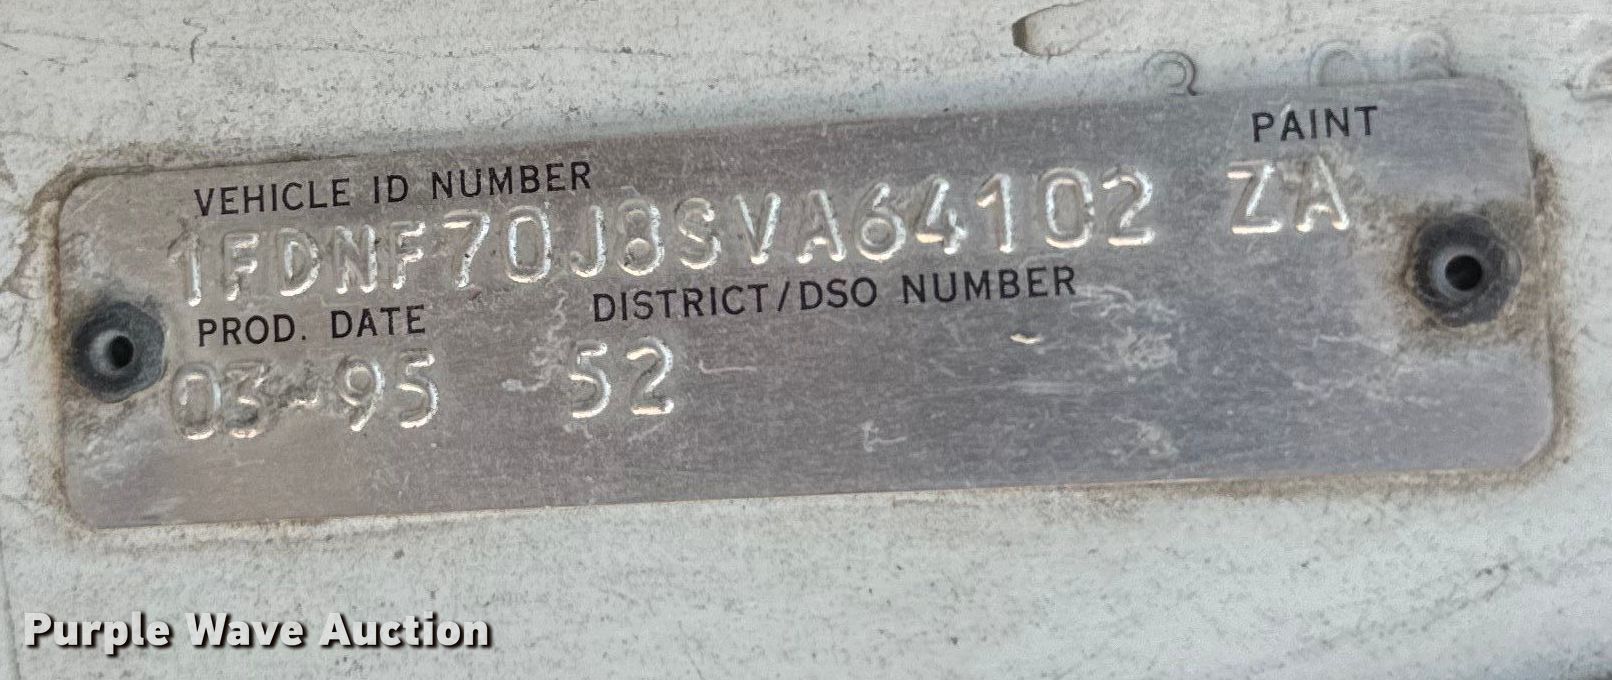 PAINT
VEHICLE ID NUMBER
1FDNF70J8SVA64102 ZA
PROD. DATE DISTRICT/DSO NUMBER
03-95 52
Purple Wave Auction